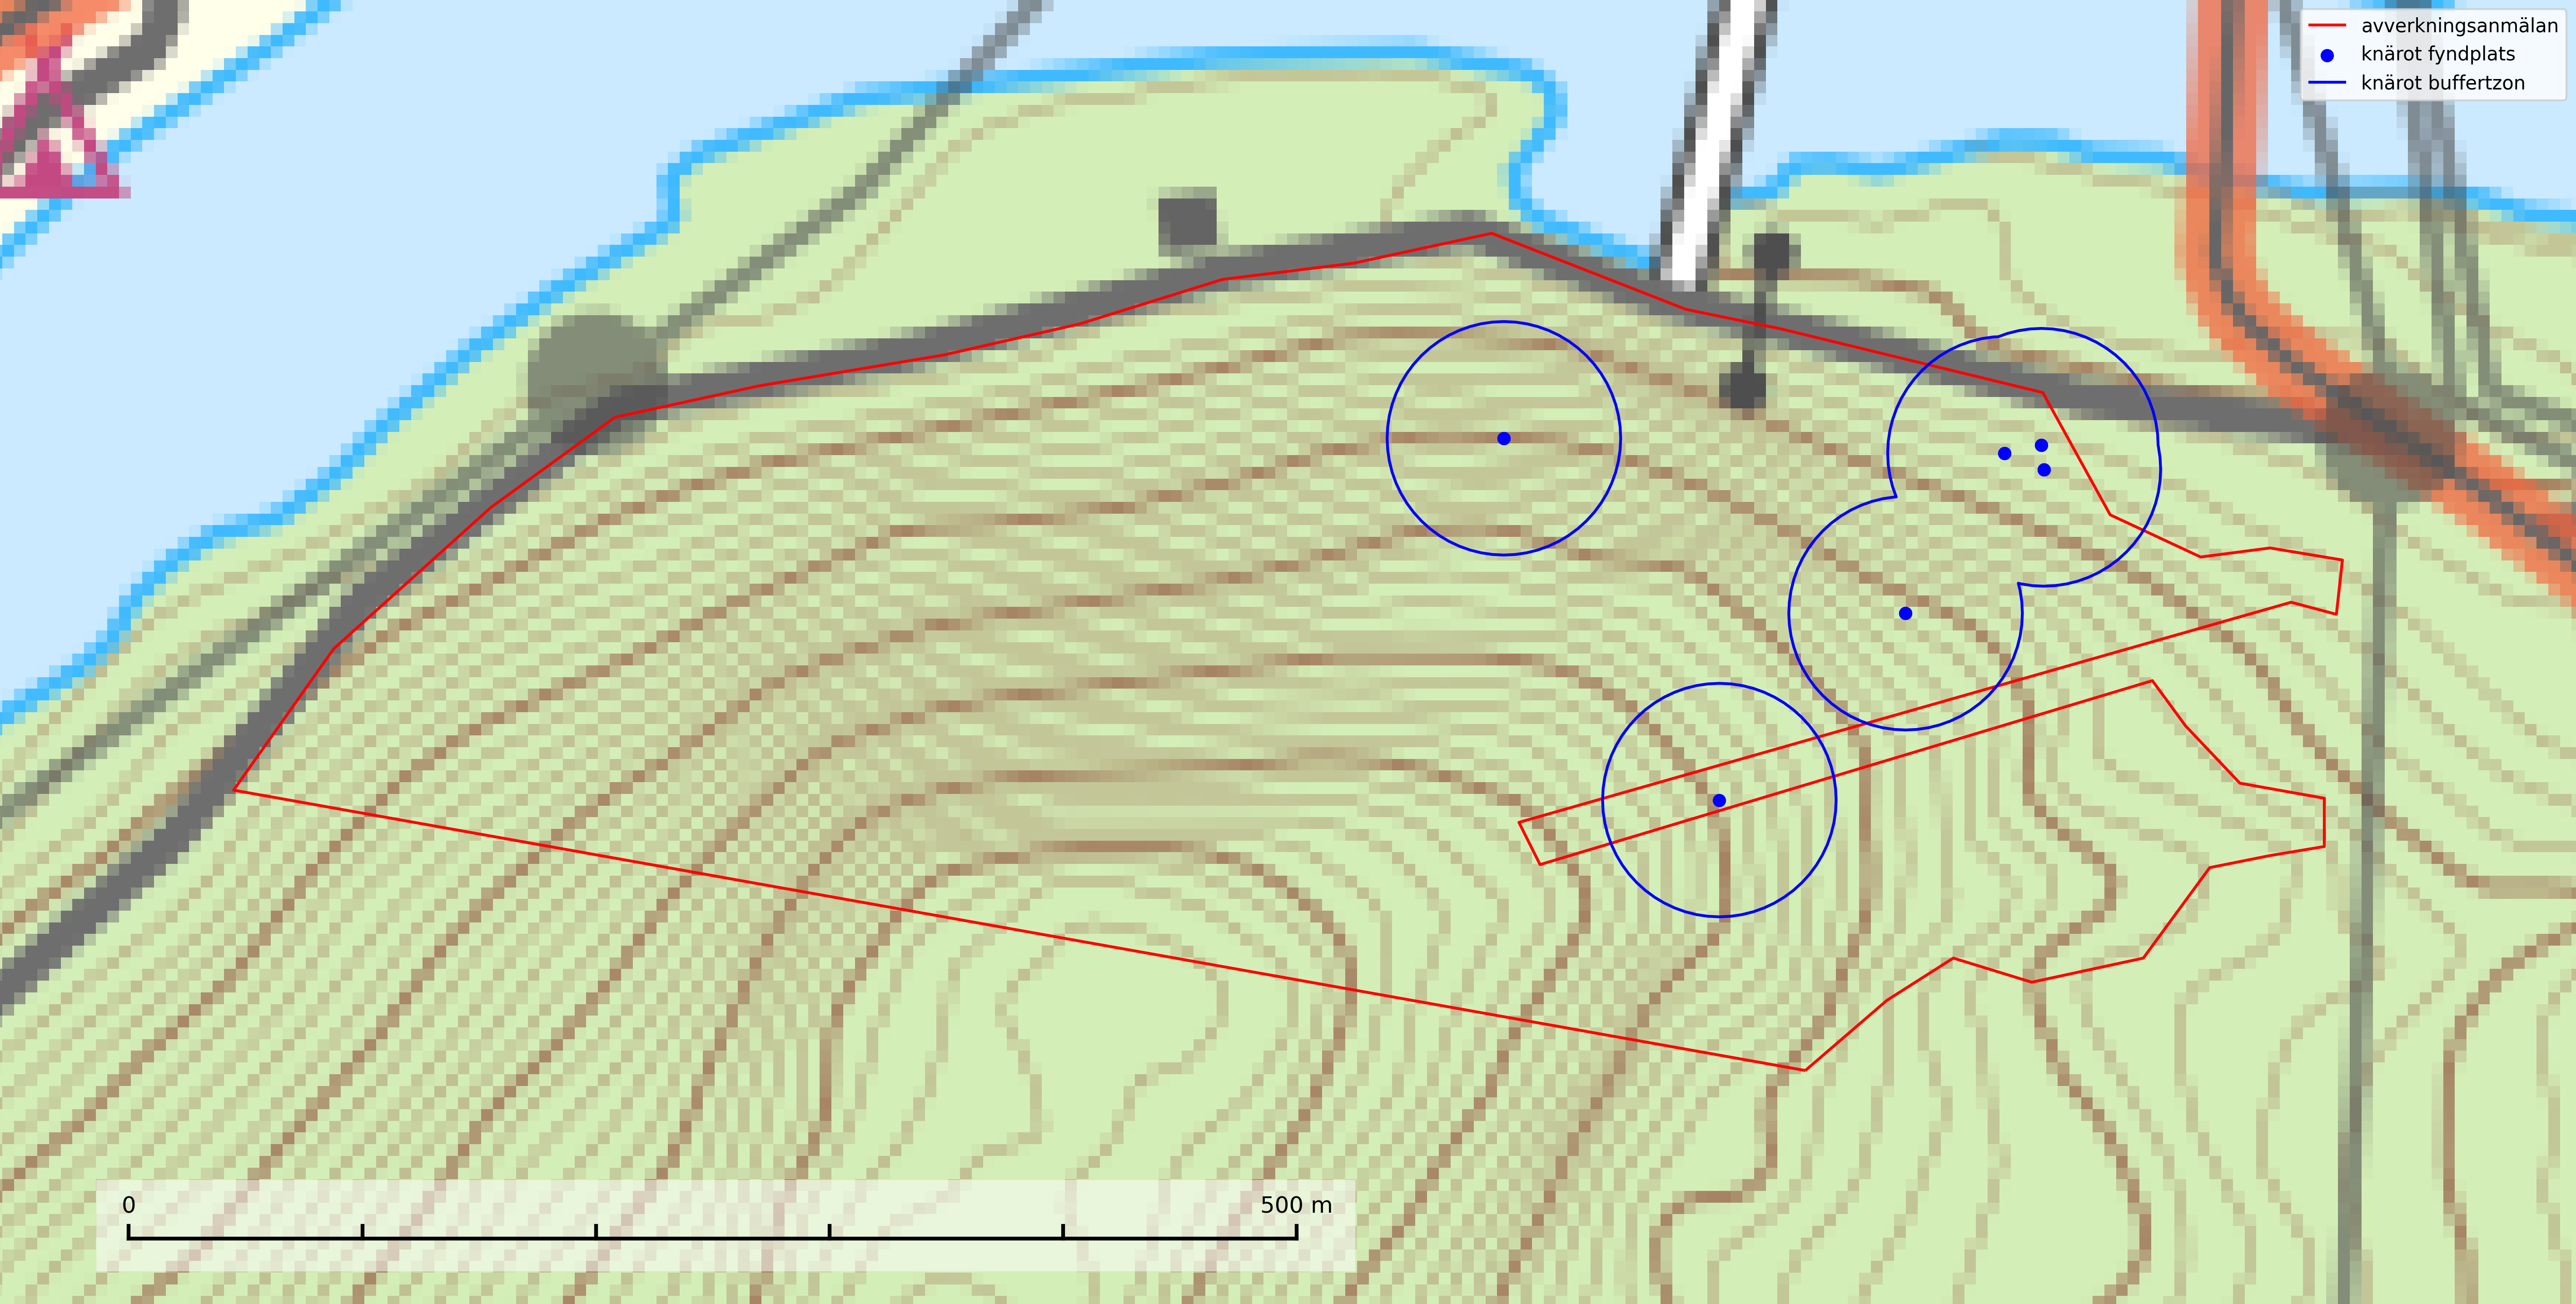 avverkningsanmälan
knärot fyndplats
knärot buffertzon
0 500 m